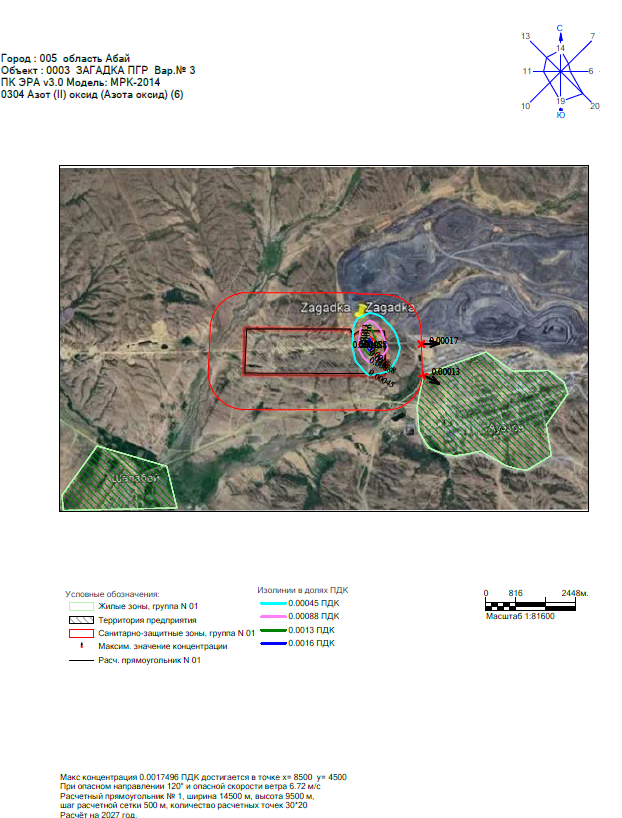 Город : 005 область Абай
Объект : 0003 ЗАГАДКА ПГР Вар.№ 3
ПК ЭРА v3.0 Модель: МРК-2014
0304 Азот (II) оксид (Азота оксид) (6)
С
13
14
7
11
6
10
19
20
Ю
Zagadka
Zagadka
0.00017
0.00045
0.00013
Ауэзов
Шалабай
Условные обозначения:
Жилые зоны, группа N 01
Территория предприятия
Санитарно-защитные зоны, группа N 01
Максим. значение концентрации
Расч. прямоугольник N 01
Изолинии в долях ПДК
0.00045 ПДК
0.00088 ПДК
0.0013 ПДК
0.0016 ПДК
0 816 2448м.
Масштаб 1:81600
Макс концентрация 0.0017496 ПДК достигается в точке x= 8500 y= 4500
При опасном направлении 120° и опасной скорости ветра 6.72 м/с
Расчетный прямоугольник № 1, ширина 14500 м, высота 9500 м,
шаг расчетной сетки 500 м, количество расчетных точек 30*20
Расчёт на 2027 год.